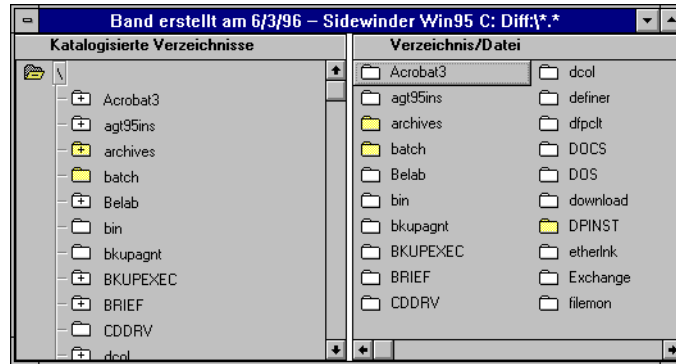 Band erstellt am 6/3/96 – Sidewinder Win95 C: Diff:\*.*
Katalogisierte Verzeichnisse
\
Acrobat3
agt95ins
archives
batch
Belab
bin
bkupagnt
BKUPEXEC
BRIEF
CDDRV
dcol
Verzeichnis/Datei
Acrobat3
agt95ins
archives
batch
Belab
bin
bkupagnt
BKUPEXEC
BRIEF
CDDRV
dcol
definer
dfpclt
DOCS
DOS
download
DPINST
etherlnk
Exchange
filemon